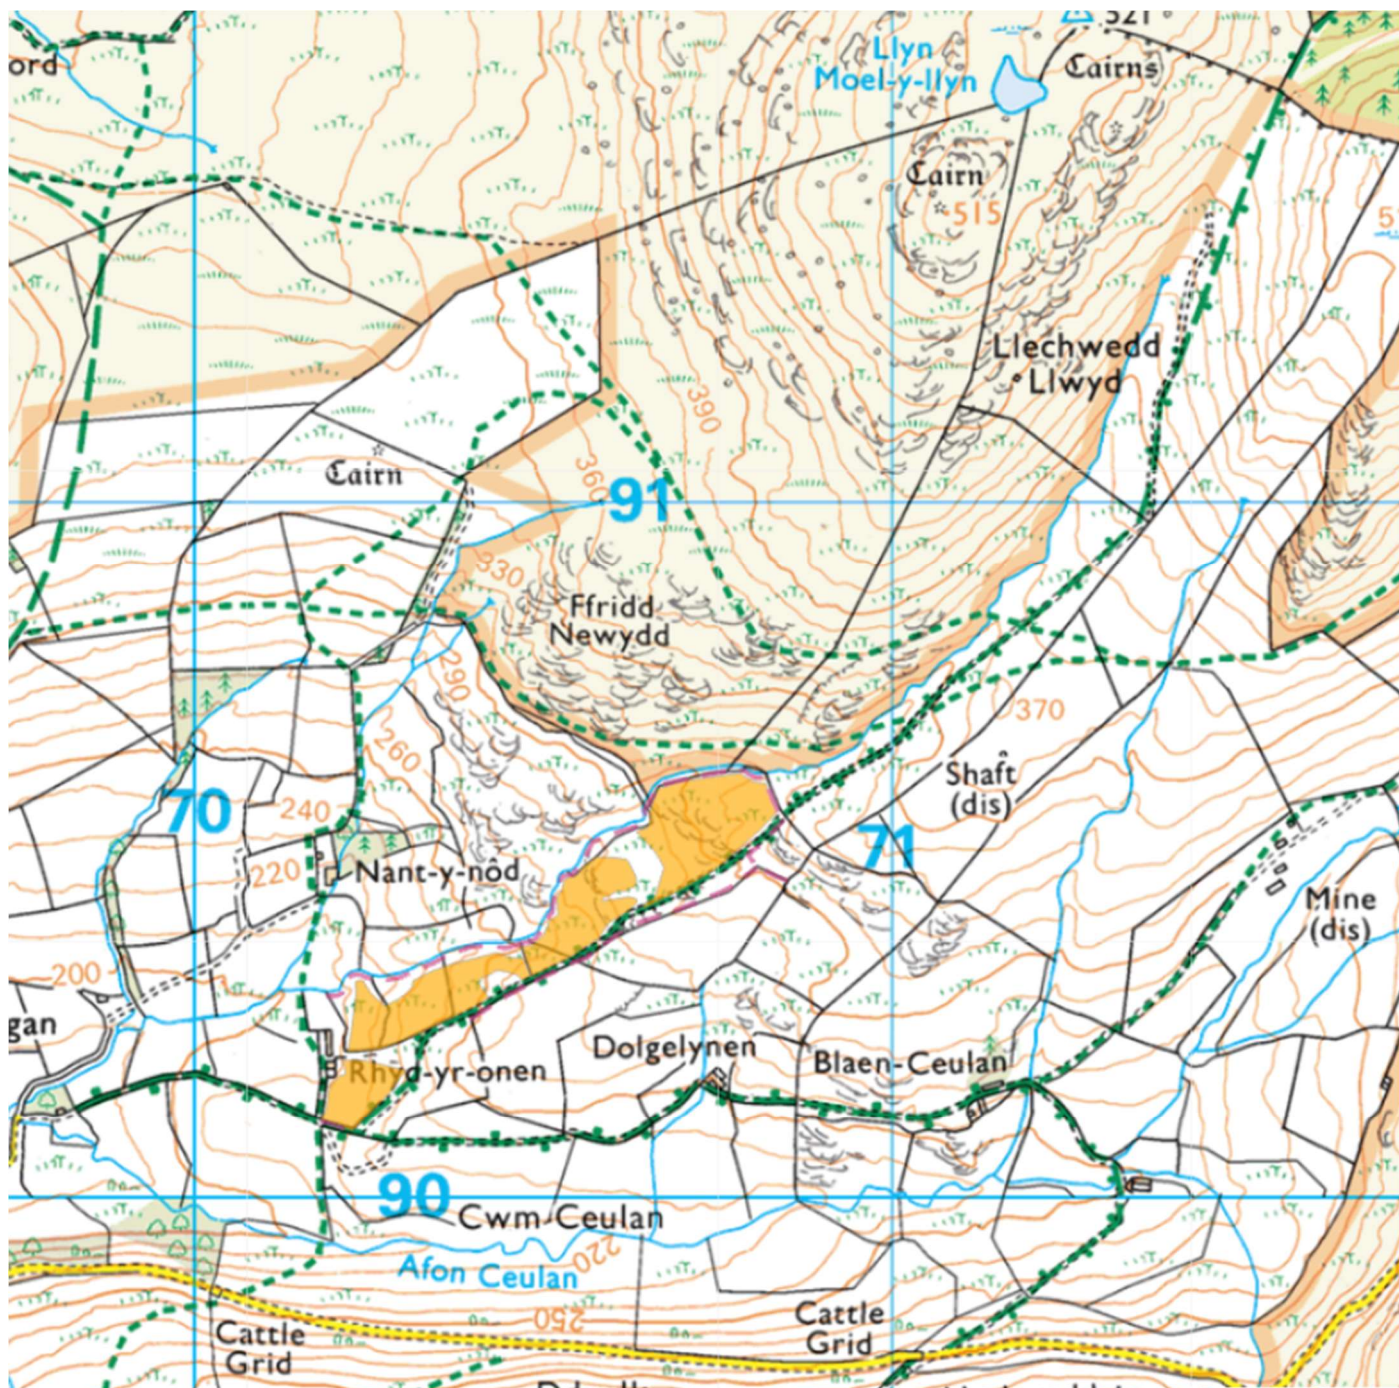 521
Llyn
Moel-y-llyn
Cairns
ord
Cairn
515
Llechwedd
Llwyd
390
Cairn
360
91
330
Ffridd
Newydd
290
260
370
Shaft
(dis)
70
240
71
220
Nant-y-nôd
Mine
(dis)
200
gan
Dolgelynen
Blaen-Ceulan
Rhyd-yr-onen
90
Cwm-Ceulan
220
Afon Ceulan
250
Cattle
Grid
Cattle
Grid